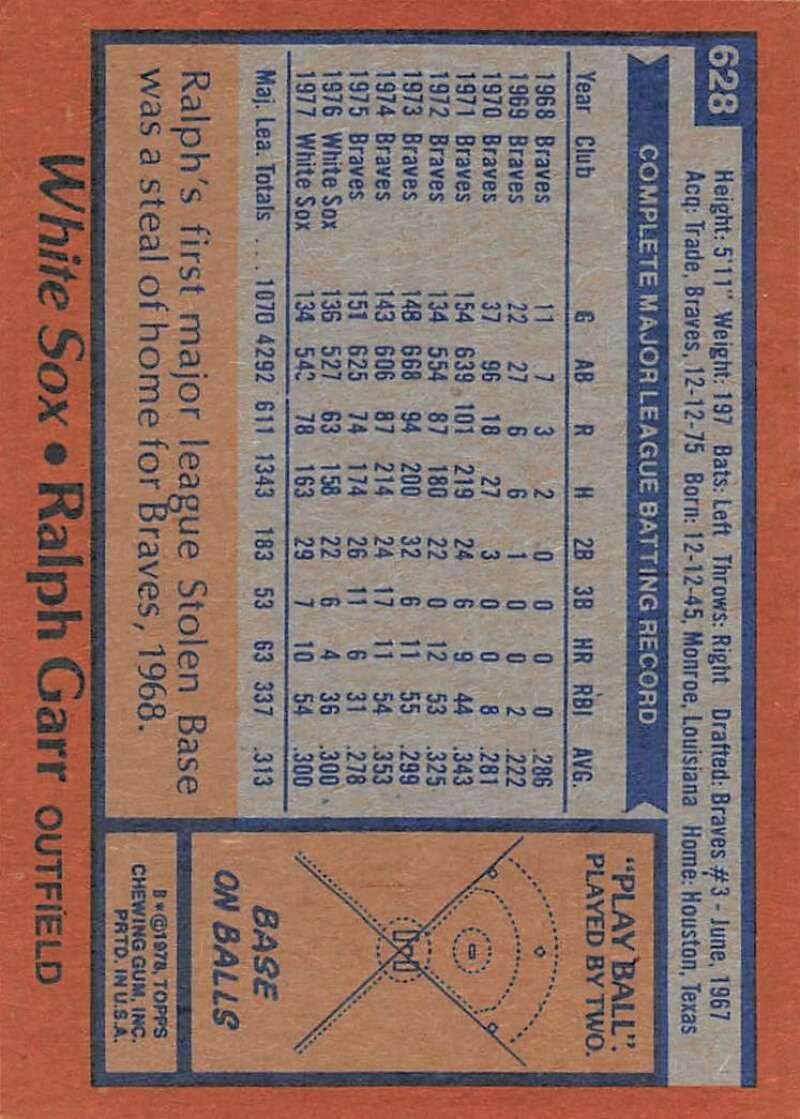 628
Height: 5'11" Weight: 197 Bats: Left Throws: Right Drafted: Braves #3 - June, 1967
Acq: Trade, Braves, 12-12-75 Born: 12-12-45, Monroe, Louisiana Home: Houston, Texas
COMPLETE MAJOR LEAGUE BATTING RECORD
Year Club G AB R H 2B 3B HR RBI AVG.
1968 Braves 11 7 3 2 0 0 0 0 .286
1969 Braves 22 27 6 6 1 0 0 2 .222
1970 Braves 37 96 18 27 3 0 0 8 .281
1971 Braves 154 639 101 219 24 6 9 44 .343
1972 Braves 134 554 87 180 22 0 12 53 .325
1973 Braves 148 668 94 200 32 6 11 55 .299
1974 Braves 143 606 87 214 24 17 11 54 .353
1975 Braves 151 625 74 174 26 11 6 31 .278
1976 White Sox 136 527 63 158 22 6 4 36 .300
1977 White Sox 134 543 78 163 29 7 10 54 .300
Maj. Lea. Totals .... 1070 4292 611 1343 183 53 63 337 .313
Ralph's first major league Stolen Base
was a steal of home for Braves, 1968.
"PLAY BALL"
PLAYED BY TWO.
BASE
ON BALLS
B*©1978, TOPPS
CHEWING GUM, INC.
PRTD. IN U.S.A.
White Sox • Ralph Garr OUTFIELD